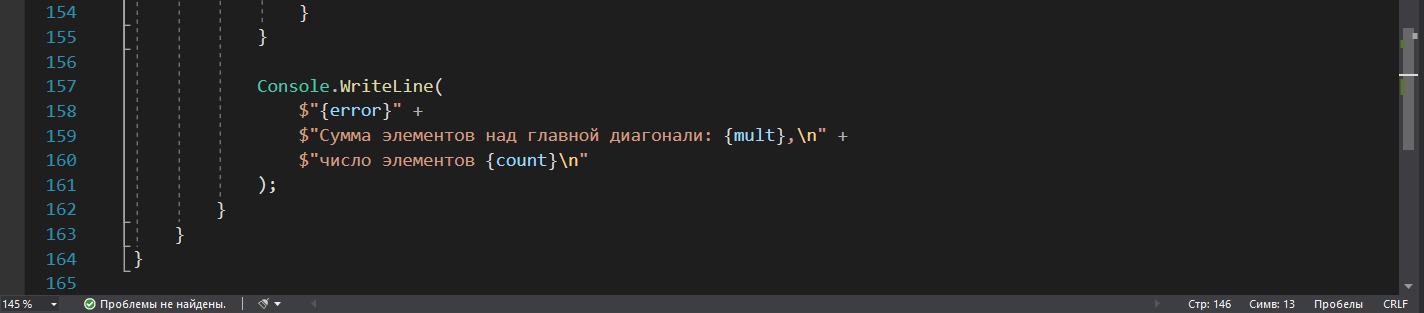 154 }
155 }
156
157 Console.WriteLine(
158 $"{error}" +
159 $"Сумма элементов над главной диагонали: {mult},\n" +
160 $"число элементов {count}\n"
161 );
162 }
163 }
164 }
165
145 % Проблемы не найдены. Стр: 146 Симв: 13 Пробелы CRLF